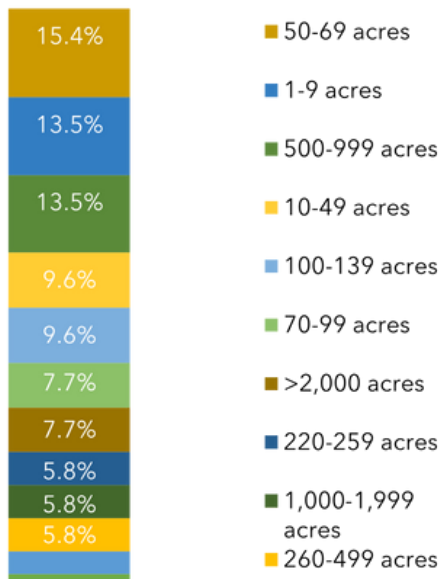 15.4%
13.5%
13.5%
9.6%
9.6%
7.7%
7.7%
5.8%
5.8%
5.8%
50-69 acres
1-9 acres
500-999 acres
10-49 acres
100-139 acres
70-99 acres
>2,000 acres
220-259 acres
1,000-1,999
acres
260-499 acres